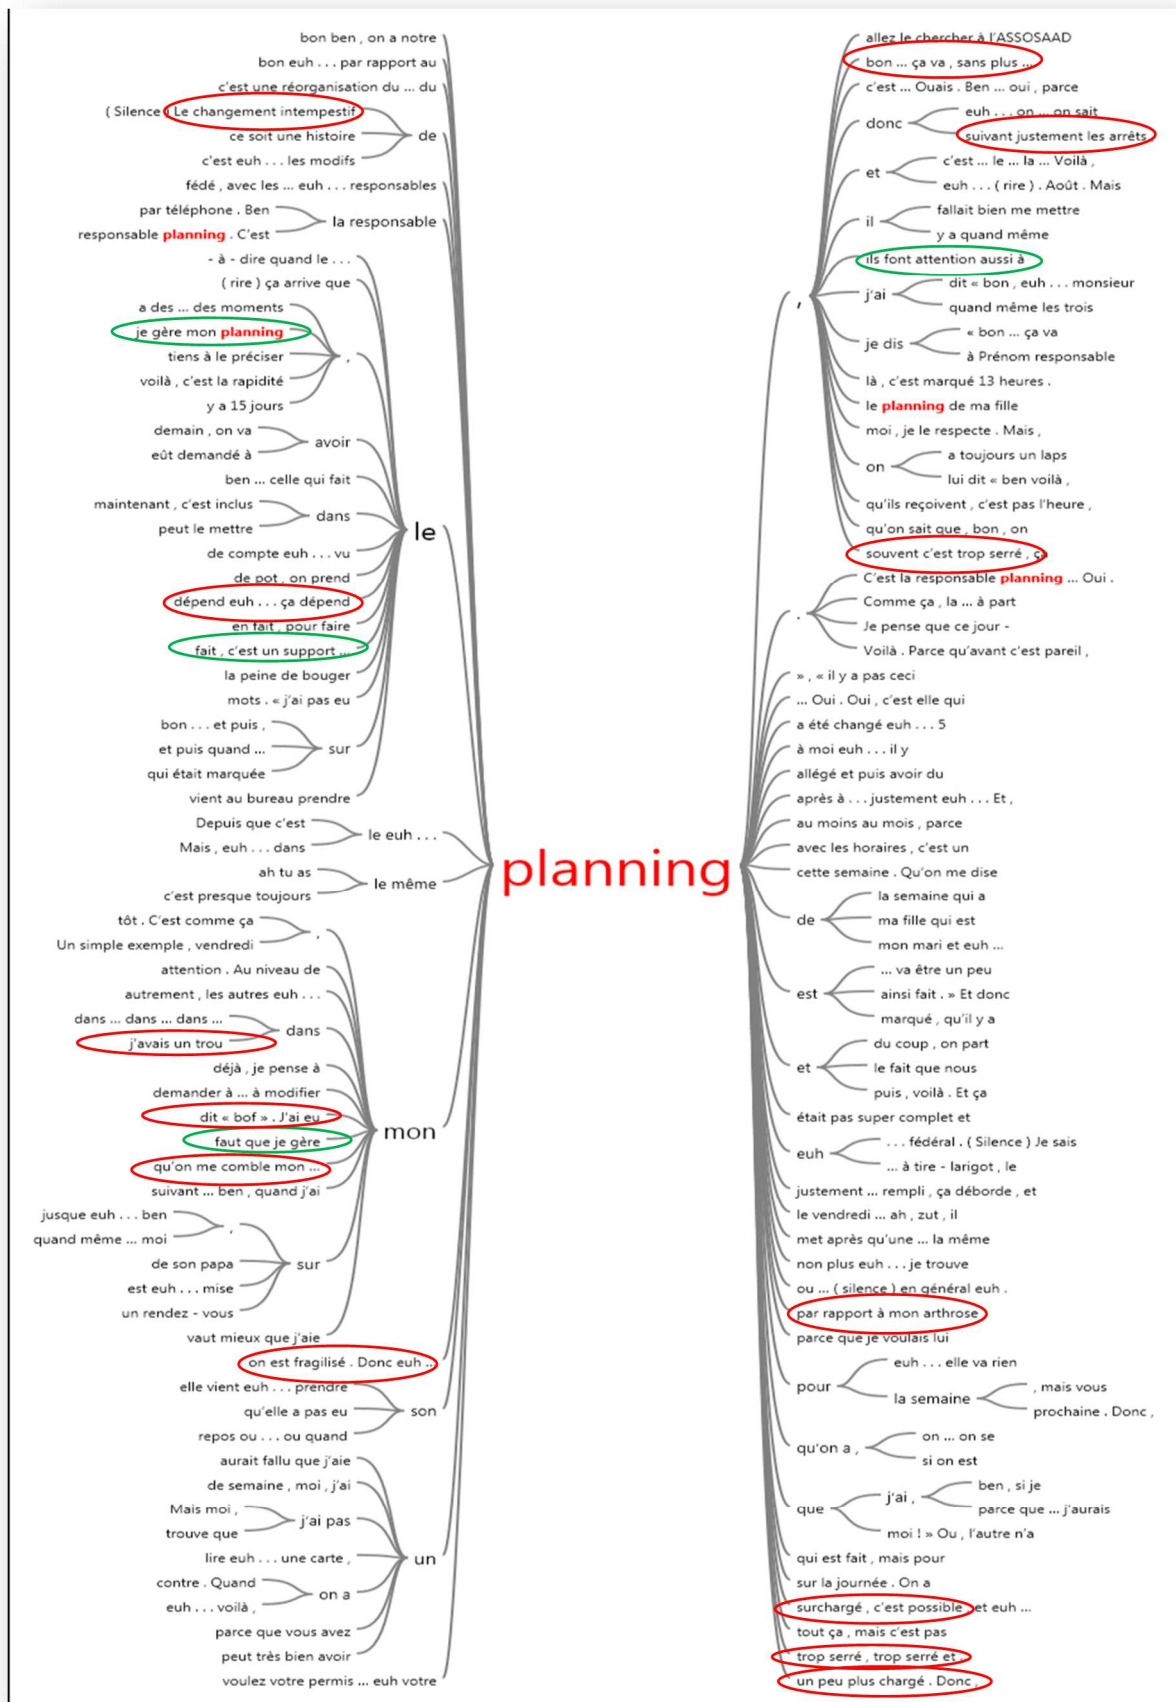 bon ben , on a notre
bon euh . . . par rapport au
c'est une réorganisation du ... du
( Silence ) Le changement intempestif
ce soit une histoire
c'est euh . . . les modifs
de
fédé , avec les ... euh . . . responsables
par téléphone . Ben
responsable planning . C'est
la responsable
- à - dire quand le . . .
( rire ) ça arrive que
a des ... des moments
je gère mon planning
tiens à le préciser
voilà , c'est la rapidité
y a 15 jours
,
demain , on va
eût demandé à
avoir
ben ... celle qui fait
maintenant , c'est inclus
peut le mettre
dans
de compte euh . . . vu
de pot , on prend
dépend euh . . . ça dépend
en fait , pour faire
fait , c'est un support ...
la peine de bouger
mots . « j'ai pas eu
bon . . . et puis ,
et puis quand ...
qui était marquée
sur
vient au bureau prendre
le
Depuis que c'est
Mais , euh . . . dans
le euh . . .
ah tu as
c'est presque toujours
le même
tôt . C'est comme ça
Un simple exemple , vendredi
,
attention . Au niveau de
autrement , les autres euh . . .
dans ... dans ... dans ...
j'avais un trou
dans
déjà , je pense à
demander à ... à modifier
dit « bof » . J'ai eu
faut que je gère
qu'on me comble mon ...
suivant ... ben , quand j'ai
jusque euh . . . ben
quand même ... moi
,
de son papa
est euh . . . mise
un rendez - vous
sur
vaut mieux que j'aie
mon
on est fragilisé . Donc euh ..
elle vient euh . . . prendre
qu'elle a pas eu
repos ou . . . ou quand
son
aurait fallu que j'aie
de semaine , moi , j'ai
Mais moi ,
trouve que
j'ai pas
lire euh . . . une carte ,
contre . Quand
euh . . . voilà ,
on a
parce que vous avez
peut très bien avoir
un
voulez votre permis ... euh votre
planning
,
allez le chercher à l'ASSOSAAD
bon ... ça va , sans plus ...
c'est ... Ouais . Ben ... oui , parce
donc
euh . . . on ... on sait
suivant justement les arrêts ,
et
c'est ... le ... la ... Voilà ,
euh . . . ( rire ) . Août . Mais
il
fallait bien me mettre
y a quand même
ils font attention aussi à
j'ai
dit « bon , euh . . . monsieur
quand même les trois
je dis
« bon ... ça va
à Prénom responsable
là , c'est marqué 13 heures .
le planning de ma fille
moi , je le respecte . Mais ,
on
a toujours un laps
lui dit « ben voilà ,
qu'ils reçoivent , c'est pas l'heure ,
qu'on sait que , bon , on
souvent c'est trop serré , ça
.
C'est la responsable planning ... Oui .
Comme ça , la ... à part
Je pense que ce jour -
Voilà . Parce qu'avant c'est pareil ,
» , « il y a pas ceci
... Oui . Oui , c'est elle qui
a été changé euh . . . 5
à moi euh . . . il y
allégé et puis avoir du
après à . . . justement euh . . . Et ,
au moins au mois , parce
avec les horaires , c'est un
cette semaine . Qu'on me dise
de
la semaine qui a
ma fille qui est
mon mari et euh ...
est
... va être un peu
ainsi fait . » Et donc
marqué , qu'il y a
et
du coup , on part
le fait que nous
puis , voilà . Et ça
était pas super complet et
euh
. . . fédéral . ( Silence ) Je sais
... à tire - larigot , le
justement ... rempli , ça déborde , et
le vendredi ... ah , zut , il
met après qu'une ... la même
non plus euh . . . je trouve
ou ... ( silence ) en général euh .
par rapport à mon arthrose
parce que je voulais lui
pour
euh . . . elle va rien
la semaine
, mais vous
prochaine . Donc ,
qu'on a ,
on ... on se
si on est
que
j'ai ,
ben , si je
parce que ... j'aurais
moi ! » Ou , l'autre n'a
qui est fait , mais pour
sur la journée . On a
surchargé , c'est possible , et euh ...
tout ça , mais c'est pas
trop serré , trop serré et .
un peu plus chargé . Donc ,